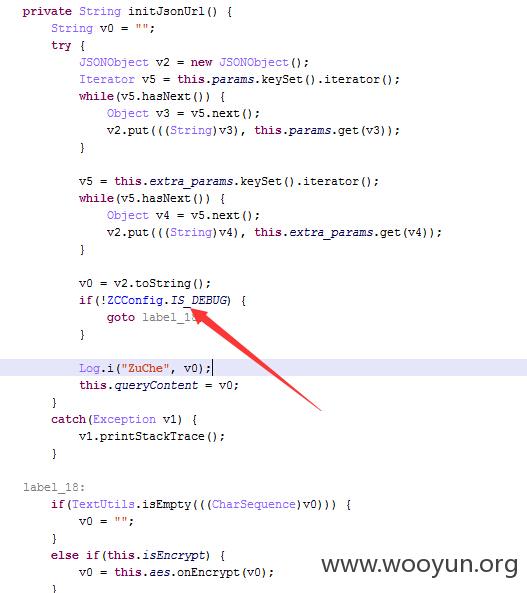 private String initJsonUrl() {
String v0 = "";
try {
JSONObject v2 = new JSONObject();
Iterator v5 = this.params.keySet().iterator();
while(v5.hasNext()) {
Object v3 = v5.next();
v2.put(((String)v3), this.params.get(v3));
}
v5 = this.extra_params.keySet().iterator();
while(v5.hasNext()) {
Object v4 = v5.next();
v2.put(((String)v4), this.extra_params.get(v4));
}
v0 = v2.toString();
if(!ZCConfig.IS_DEBUG) {
goto label_18;
}
Log.i("ZuChe", v0);
this.queryContent = v0;
}
catch(Exception v1) {
v1.printStackTrace();
}
label_18:
if(TextUtils.isEmpty(((CharSequence)v0))) {
v0 = "";
}
else if(this.isEncrypt) {
v0 = this.aes.onEncrypt(v0);
}
www.wooyun.org